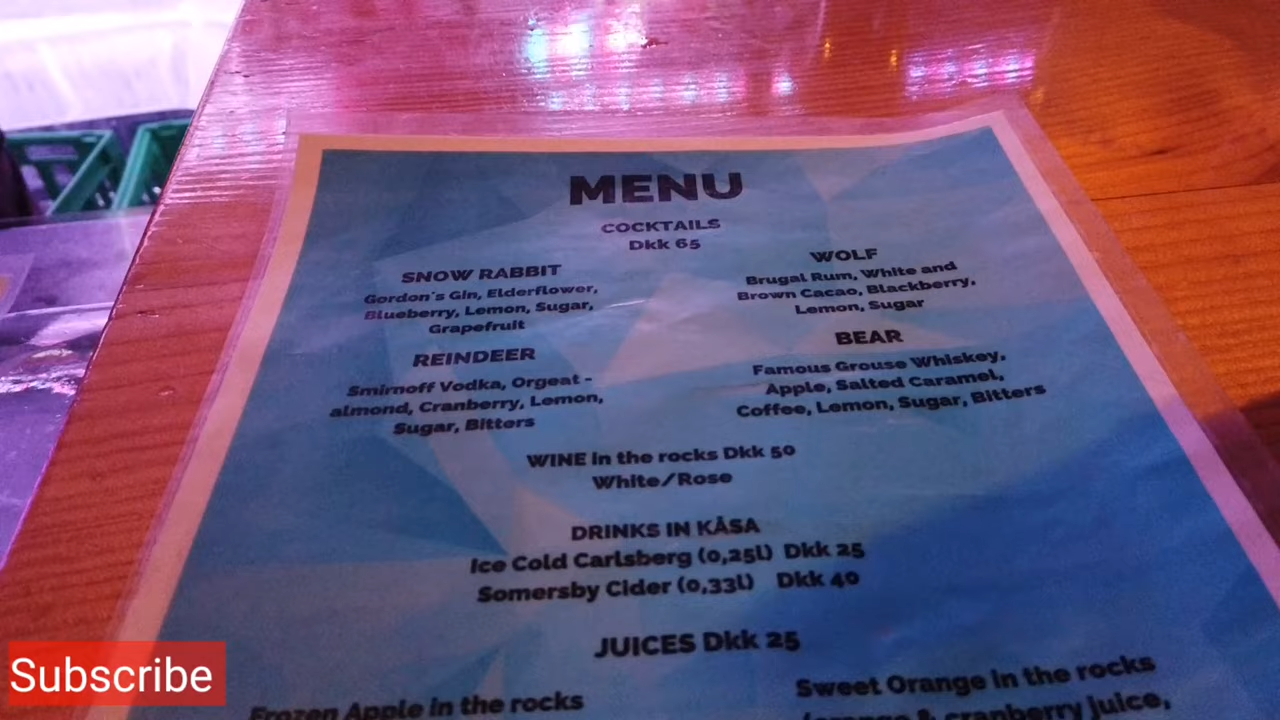 MENU
COCKTAILS
Dkk 65
SNOW RABBIT
Gordon's Gin, Elderflower,
Blueberry, Lemon, Sugar,
Grapefruit
WOLF
Brugal Rum, White and
Brown Cacao, Blackberry,
Lemon, Sugar
REINDEER
Smirnoff Vodka, Orgeat -
almond, Cranberry, Lemon,
Sugar, Bitters
BEAR
Famous Grouse Whiskey,
Apple, Salted Caramel,
Coffee, Lemon, Sugar, Bitters
WINE in the rocks Dkk 50
White/Rose
DRINKS IN KÅSA
Ice Cold Carlsberg (0,25l) Dkk 25
Somersby Cider (0,33l) Dkk 40
JUICES Dkk 25
Frozen Apple in the rocks
Sweet Orange in the rocks
(orange & cranberry juice,
Subscribe